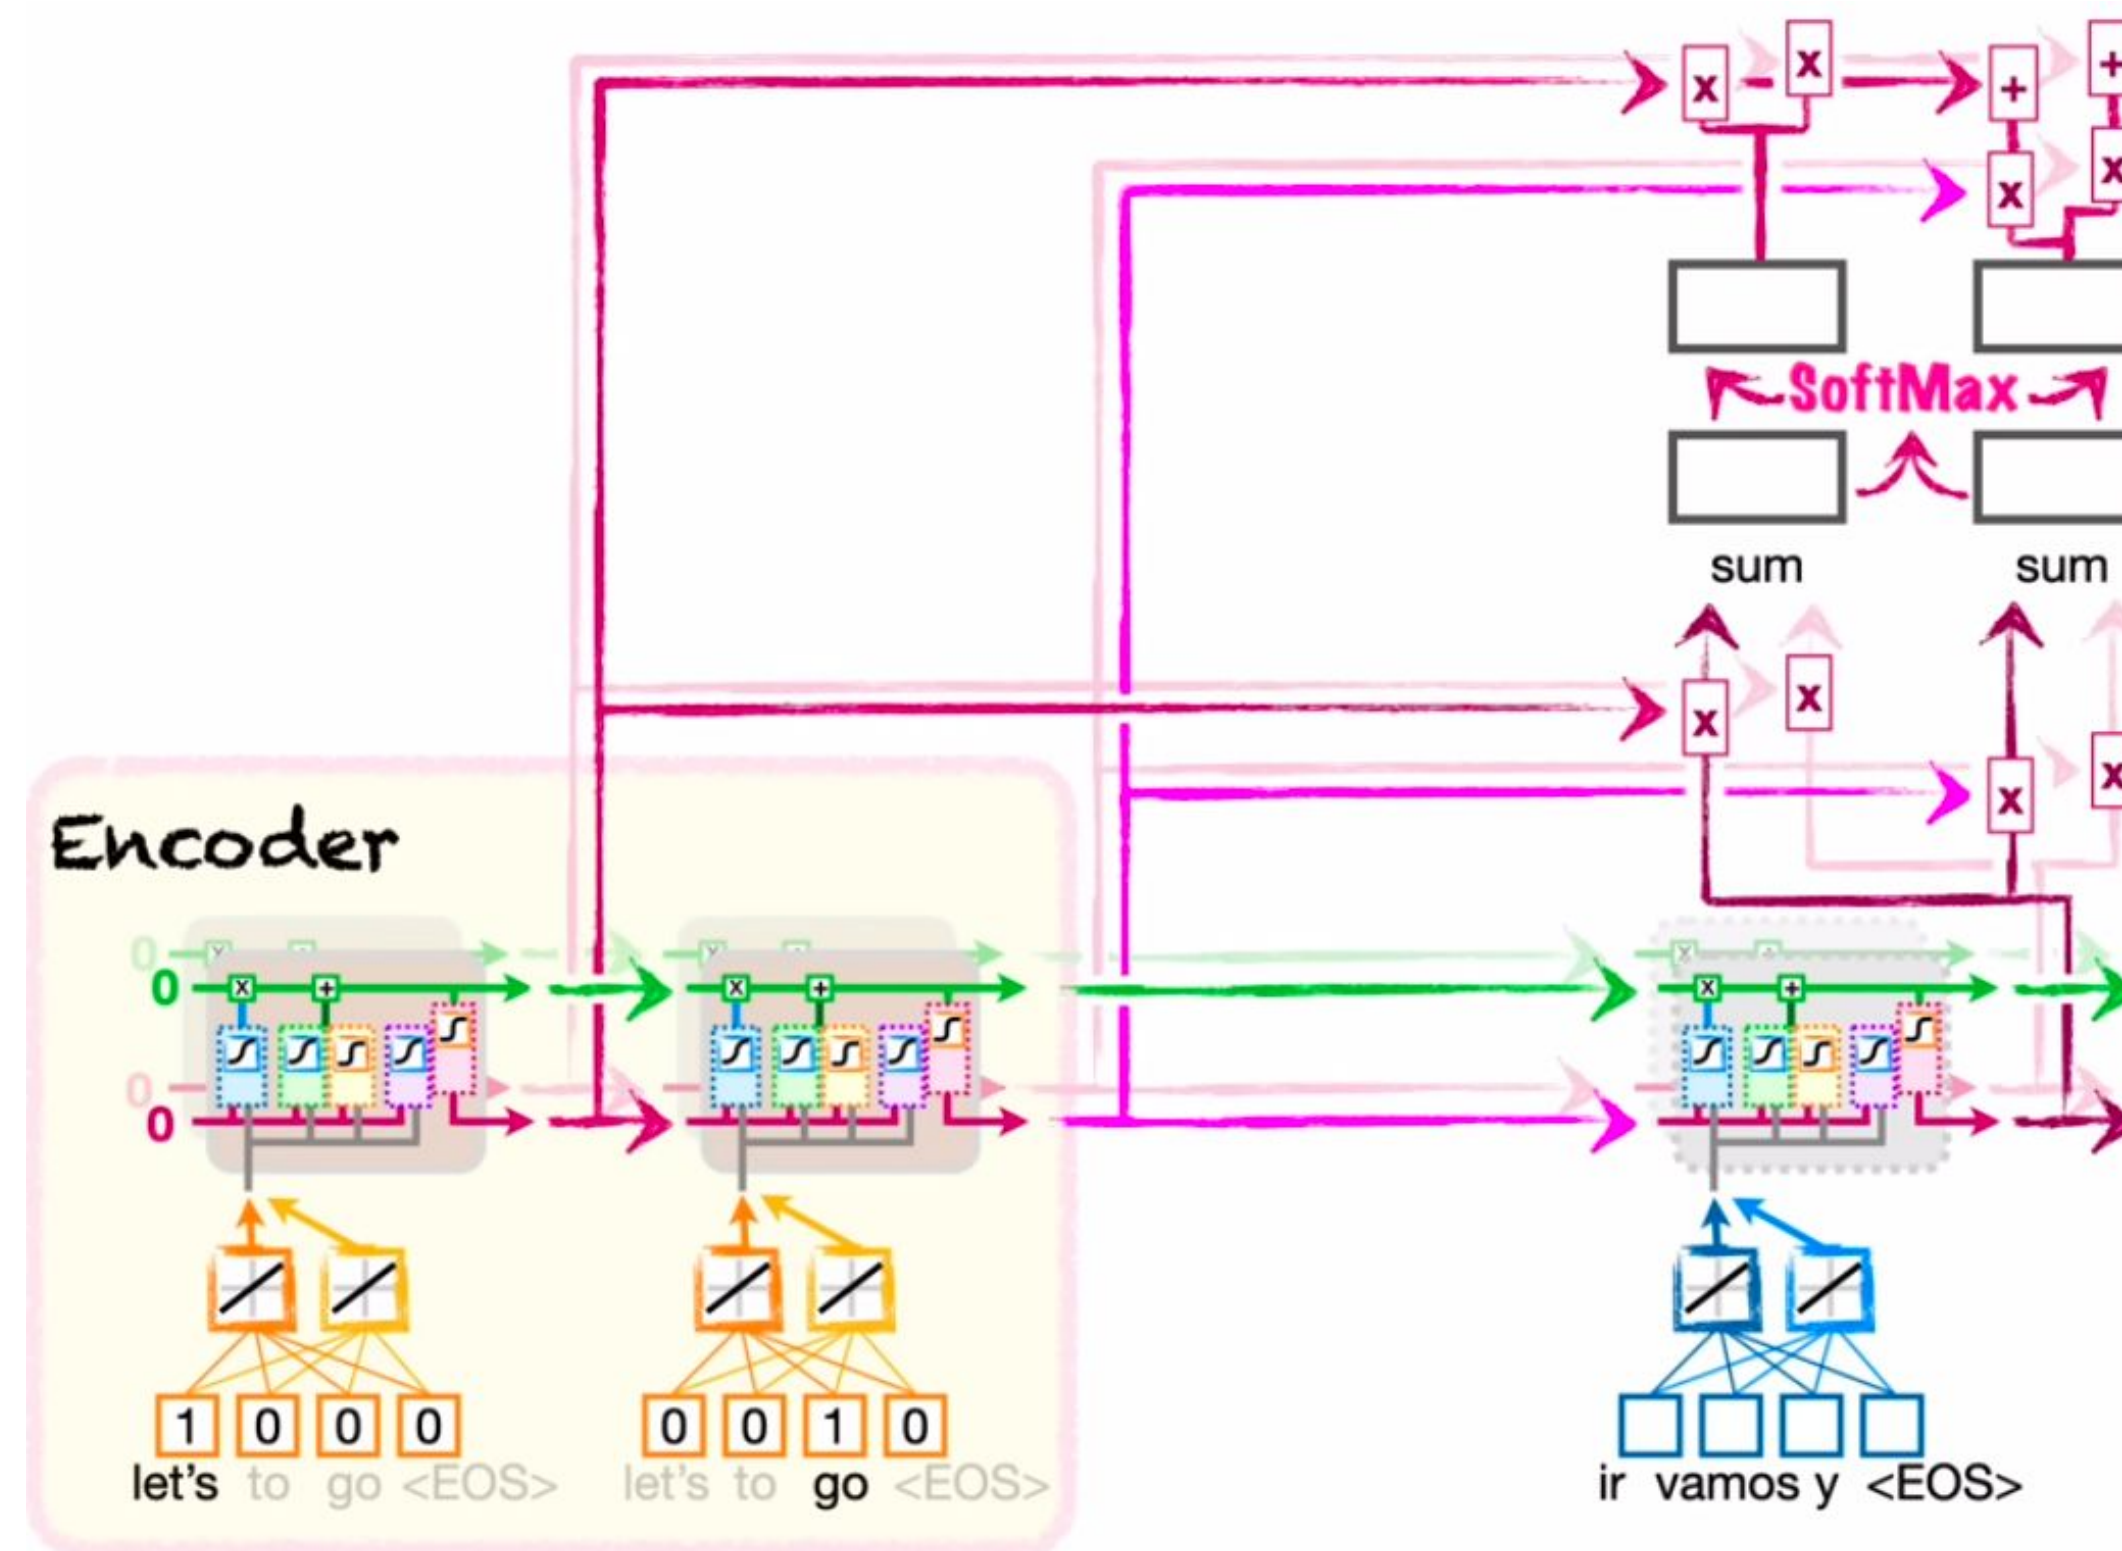 x x + +
x x
SoftMax
sum sum
x x
x x
Encoder
0 x + x + x +
0 x + x + x +
0
0
1 0 0 0 0 0 1 0
let's to go <EOS> let's to go <EOS> ir vamos y <EOS>